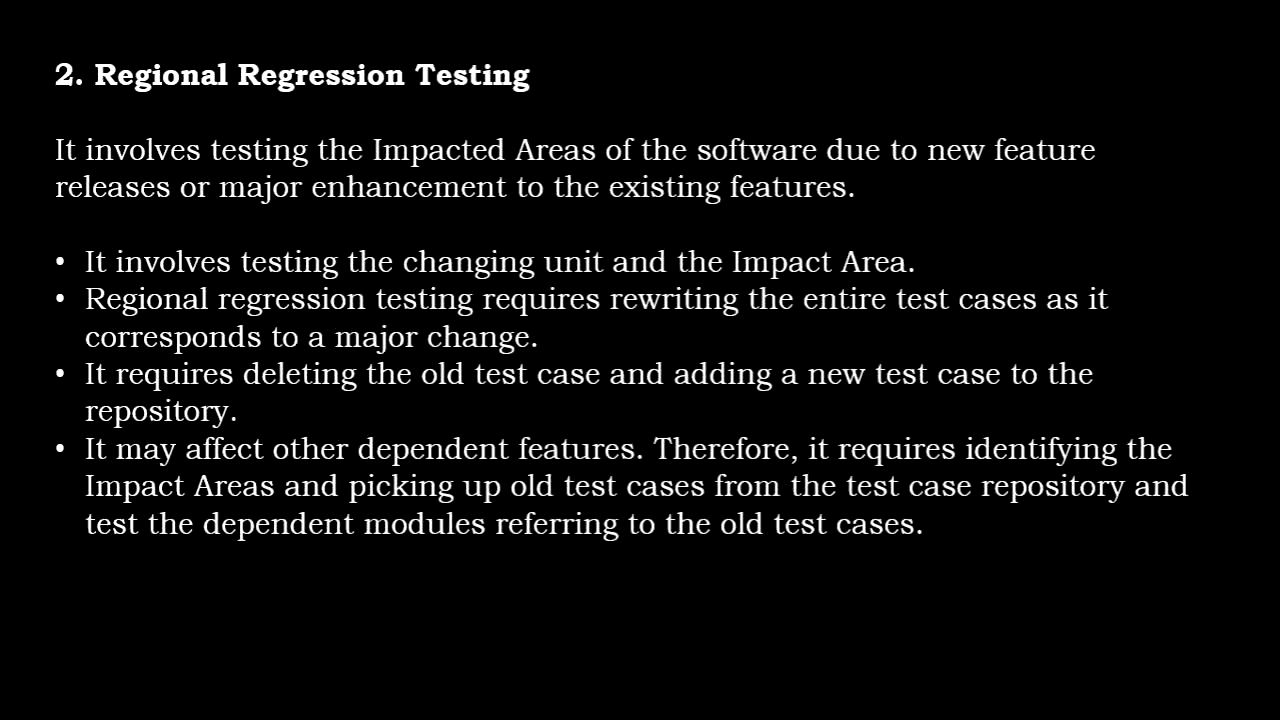 2. Regional Regression Testing
It involves testing the Impacted Areas of the software due to new feature
releases or major enhancement to the existing features.
• It involves testing the changing unit and the Impact Area.
• Regional regression testing requires rewriting the entire test cases as it
corresponds to a major change.
• It requires deleting the old test case and adding a new test case to the
repository.
• It may affect other dependent features. Therefore, it requires identifying the
Impact Areas and picking up old test cases from the test case repository and
test the dependent modules referring to the old test cases.